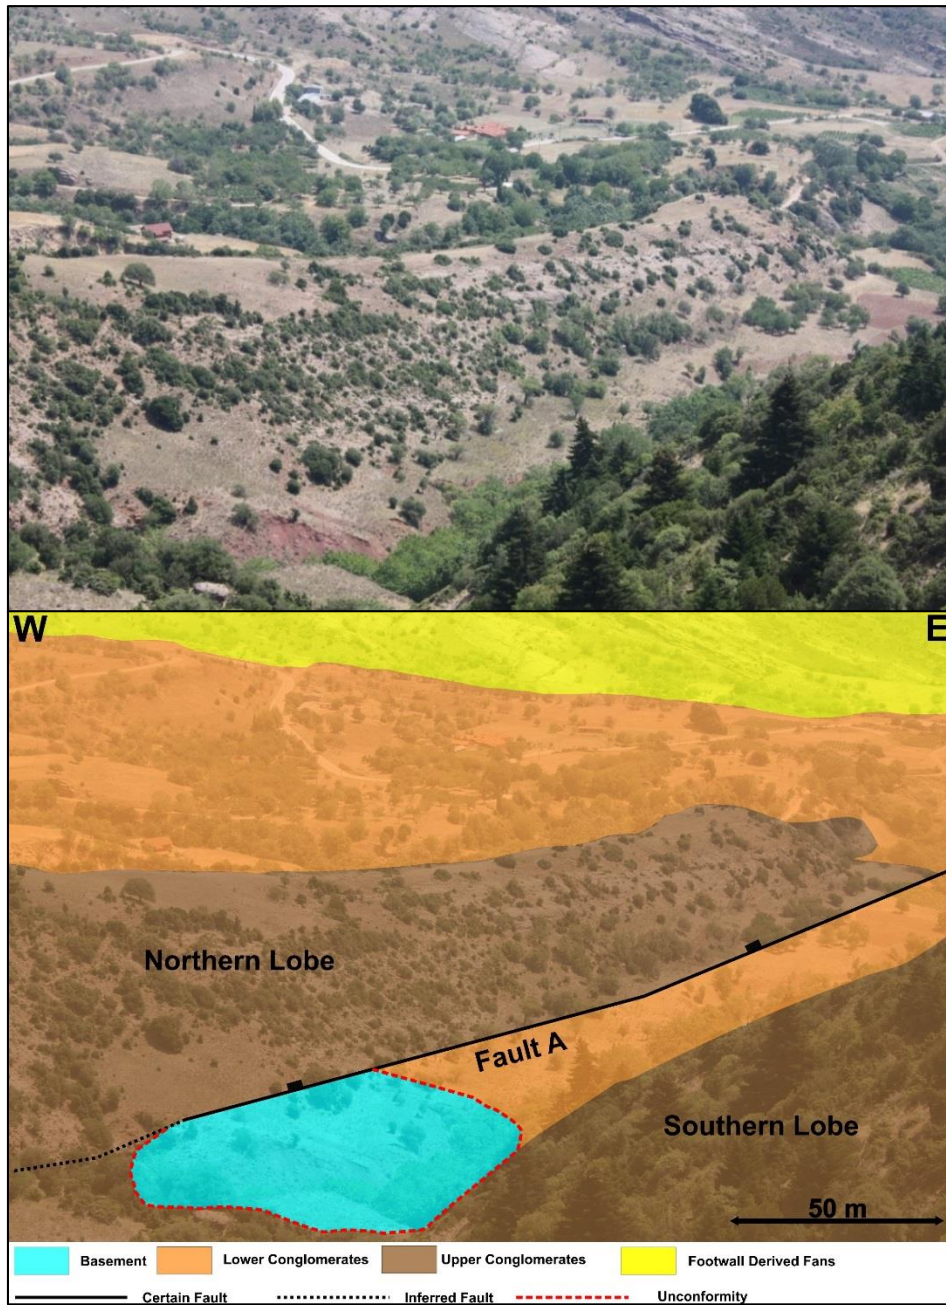 W E
Northern Lobe
Fault A
Southern Lobe
50 m
Basement Lower Conglomerates Upper Conglomerates Footwall Derived Fans
Certain Fault Inferred Fault Unconformity